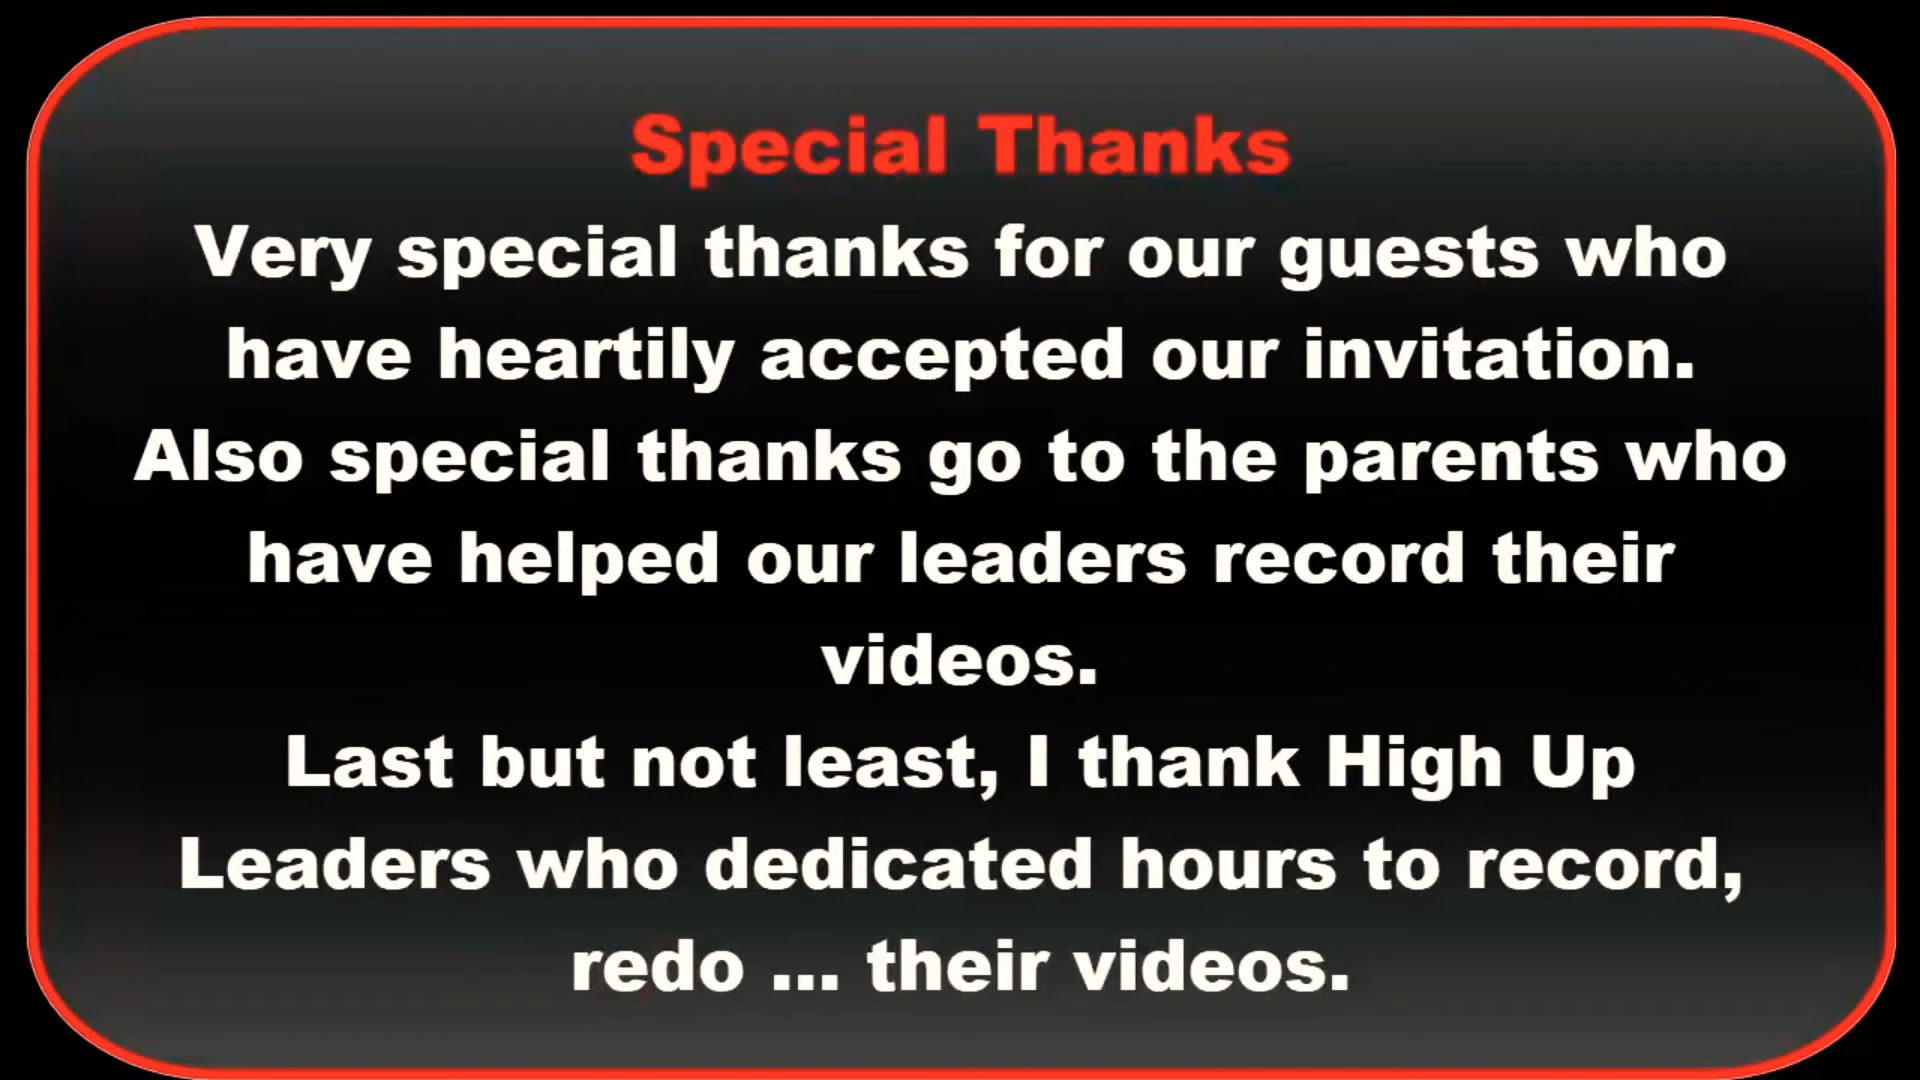 Special Thanks
Very special thanks for our guests who
have heartily accepted our invitation.
Also special thanks go to the parents who
have helped our leaders record their
videos.
Last but not least, I thank High Up
Leaders who dedicated hours to record,
redo ... their videos.